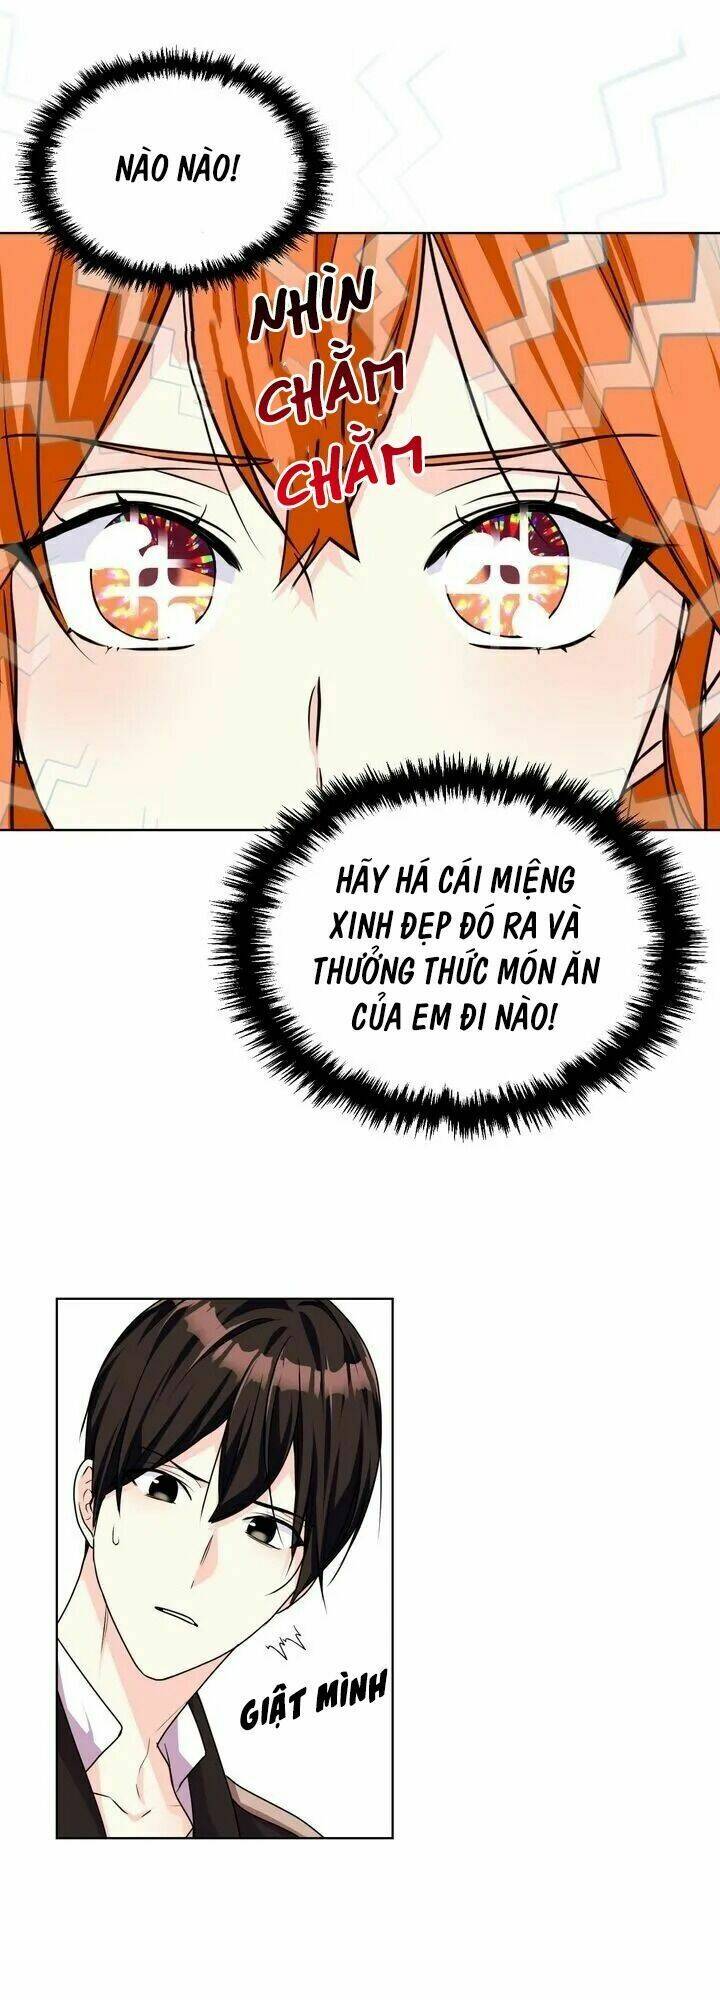 NÀO NÀO!
NHÌN
CHẰM
CHẰM
HÃY HÁ CÁI MIỆNG
XINH ĐẸP ĐÓ RA VÀ
THƯỞNG THỨC MÓN ĂN
CỦA EM ĐI NÀO!
GIẬT MÌNH